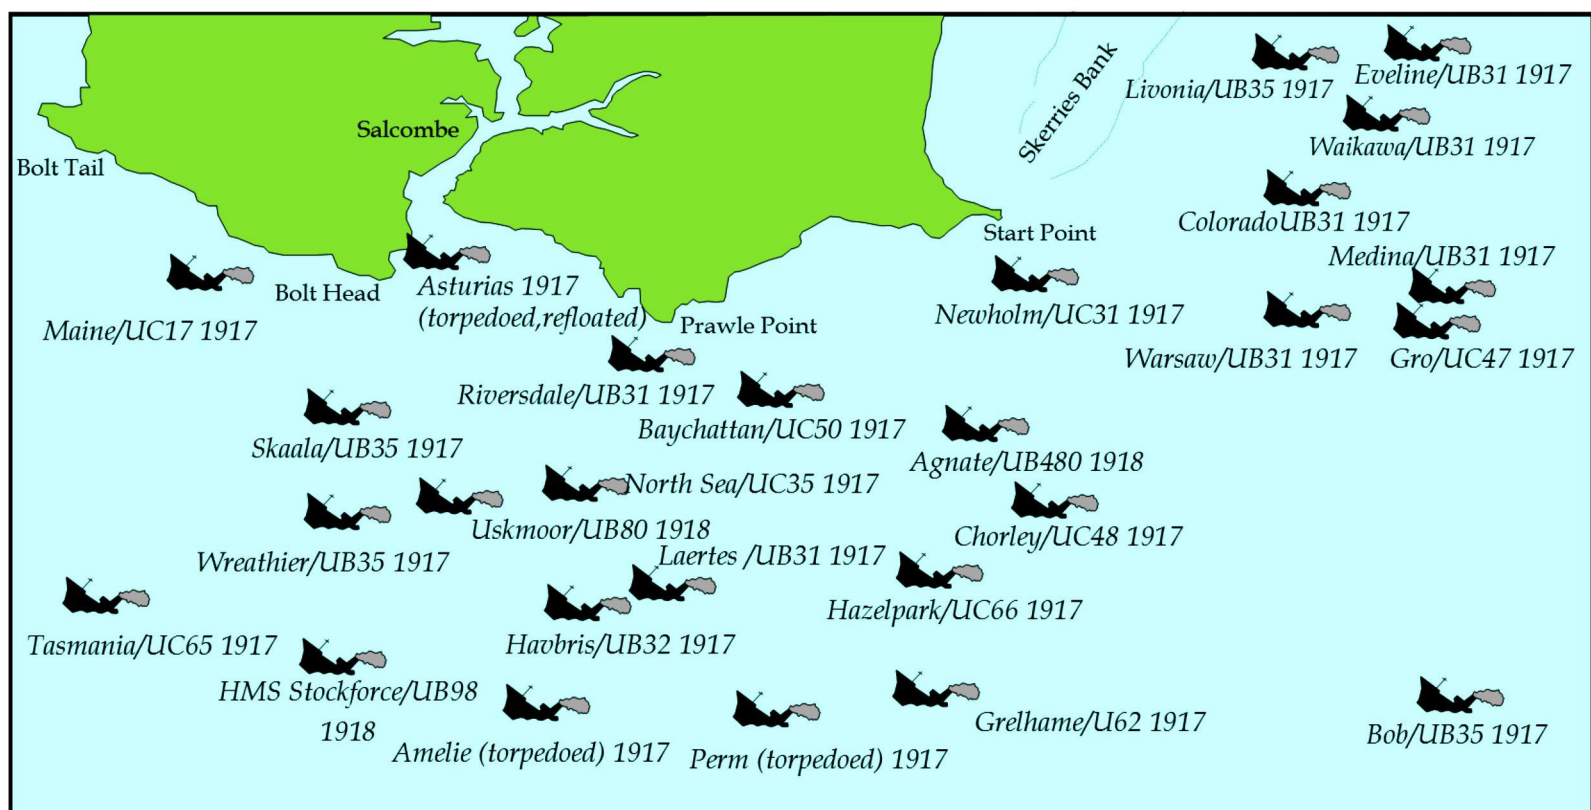 Livonia/UB35 1917
Eveline/UB31 1917
Skerries Bank
Salcombe
Waikawa/UB31 1917
Bolt Tail
ColoradoUB31 1917
Start Point
Medina/UB31 1917
Bolt Head
Asturias 1917
(torpedoed,refloated)
Maine/UC17 1917
Prawle Point
Newholm/UC31 1917
Warsaw/UB31 1917
Gro/UC47 1917
Riversdale/UB31 1917
Baychattan/UC50 1917
Skaala/UB35 1917
Agnate/UB480 1918
North Sea/UC35 1917
Uskmoor/UB80 1918
Chorley/UC48 1917
Wreathier/UB35 1917
Laertes /UB31 1917
Hazelpark/UC66 1917
Tasmania/UC65 1917
Havbris/UB32 1917
HMS Stockforce/UB98
1918
Grelhame/U62 1917
Bob/UB35 1917
Amelie (torpedoed) 1917
Perm (torpedoed) 1917